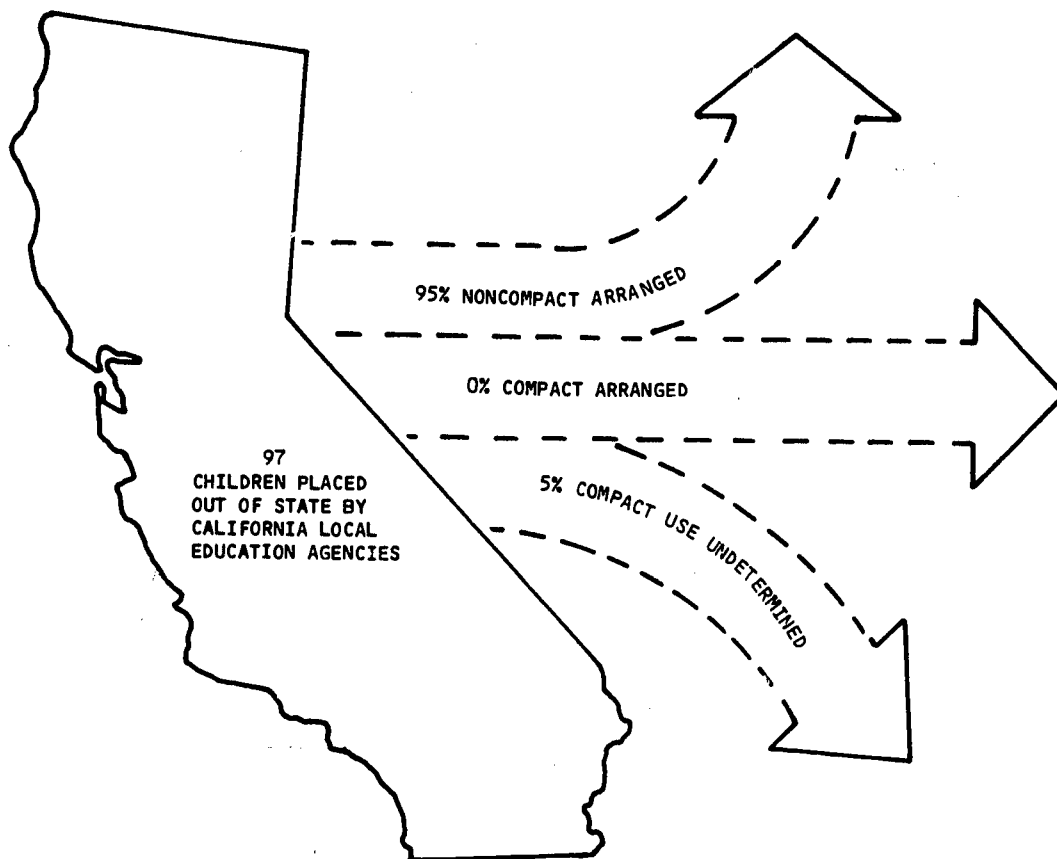 95% NONCOMPACT ARRANGED
0% COMPACT ARRANGED
5% COMPACT USE UNDETERMINED
97
CHILDREN PLACED
OUT OF STATE BY
CALIFORNIA LOCAL
EDUCATION AGENCIES